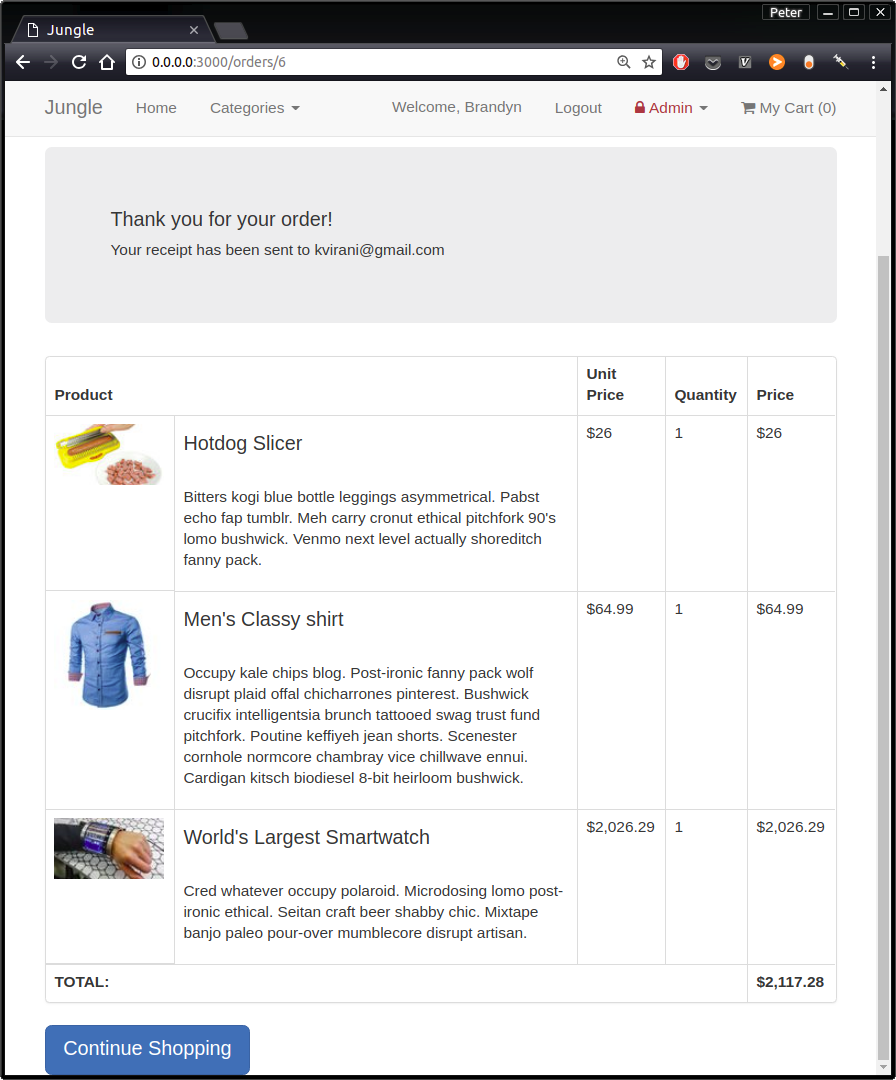 Peter
Jungle
0.0.0.0:3000/orders/6
Jungle Home Categories Welcome, Brandyn Logout Admin My Cart (0)
Thank you for your order!
Your receipt has been sent to kvirani@gmail.com
Product Unit Price Quantity Price
Hotdog Slicer $26 1 $26
Bitters kogi blue bottle leggings asymmetrical. Pabst
echo fap tumblr. Meh carry cronut ethical pitchfork 90's
lomo bushwick. Venmo next level actually shoreditch
fanny pack.
Men's Classy shirt $64.99 1 $64.99
Occupy kale chips blog. Post-ironic fanny pack wolf
disrupt plaid offal chicharrones pinterest. Bushwick
crucifix intelligentsia brunch tattooed swag trust fund
pitchfork. Poutine keffiyeh jean shorts. Scenester
cornhole normcore chambray vice chillwave ennui.
Cardigan kitsch biodiesel 8-bit heirloom bushwick.
World's Largest Smartwatch $2,026.29 1 $2,026.29
Cred whatever occupy polaroid. Microdosing lomo post-
ironic ethical. Seitan craft beer shabby chic. Mixtape
banjo paleo pour-over mumblecore disrupt artisan.
TOTAL: $2,117.28
Continue Shopping